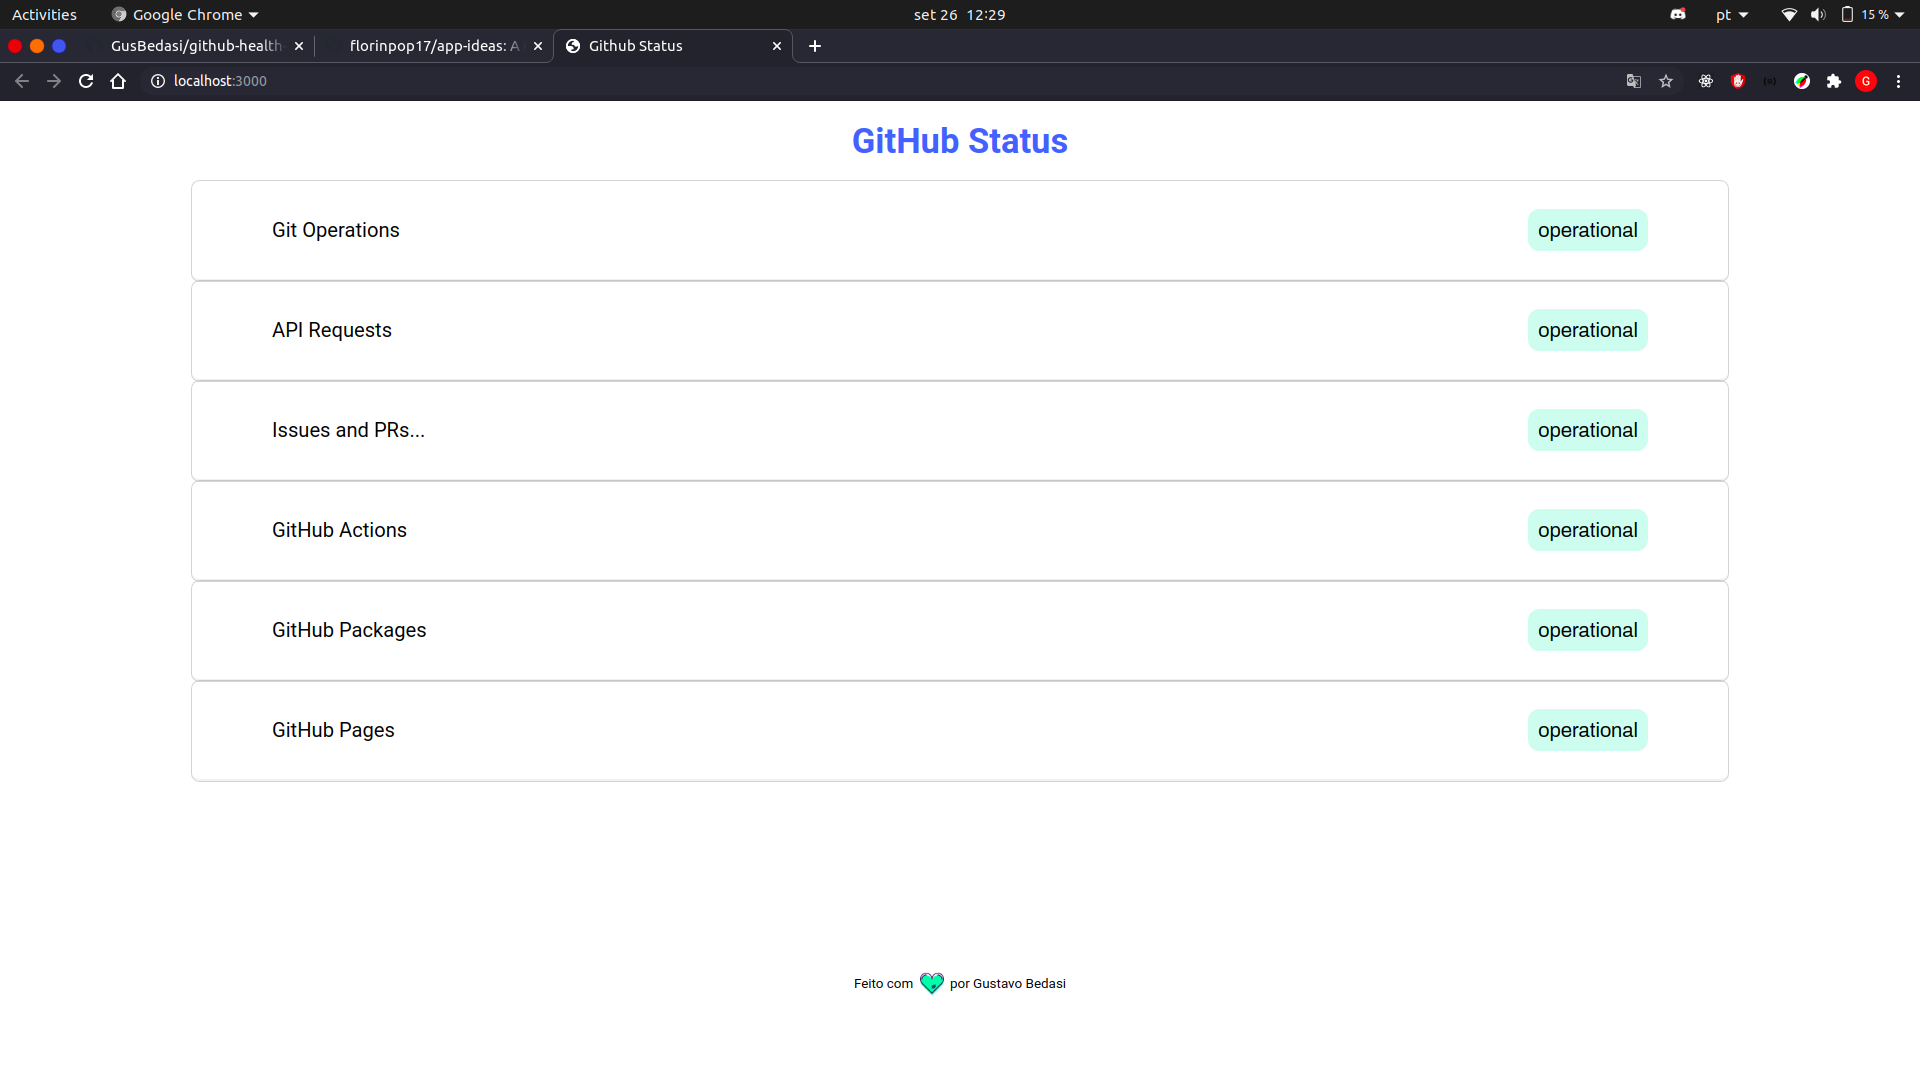 Activities Google Chrome set 26 12:29 pt 15 %
GusBedasi/github-health- florinpop17/app-ideas: A Github Status
localhost:3000 G
GitHub Status
Git Operations operational
API Requests operational
Issues and PRs... operational
GitHub Actions operational
GitHub Packages operational
GitHub Pages operational
Feito com por Gustavo Bedasi